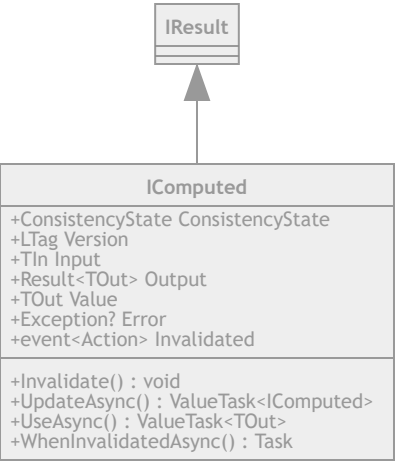 IResult
IComputed
+ConsistencyState ConsistencyState
+LTag Version
+TIn Input
+Result<TOut> Output
+TOut Value
+Exception? Error
+event<Action> Invalidated
+Invalidate() : void
+UpdateAsync() : ValueTask<IComputed>
+UseAsync() : ValueTask<TOut>
+WhenInvalidatedAsync() : Task